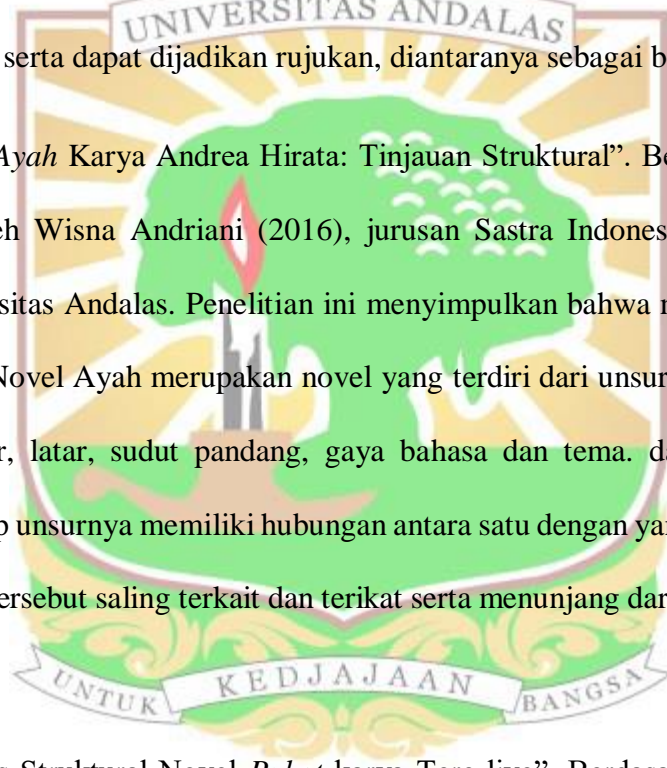 UNIVERSITAS ANDALAS
serta dapat dijadikan rujukan, diantaranya sebagai b
Ayah Karya Andrea Hirata: Tinjauan Struktural”. Be
eh Wisna Andriani (2016), jurusan Sastra Indones
sitas Andalas. Penelitian ini menyimpulkan bahwa n
Novel Ayah merupakan novel yang terdiri dari unsur
r, latar, sudut pandang, gaya bahasa dan tema. da
p unsurnya memiliki hubungan antara satu dengan yan
ersebut saling terkait dan terikat serta menunjang dar
UNTUK KEDJAJAAN BANGSA
Struktural Novel karya Tere liye”. Berdas